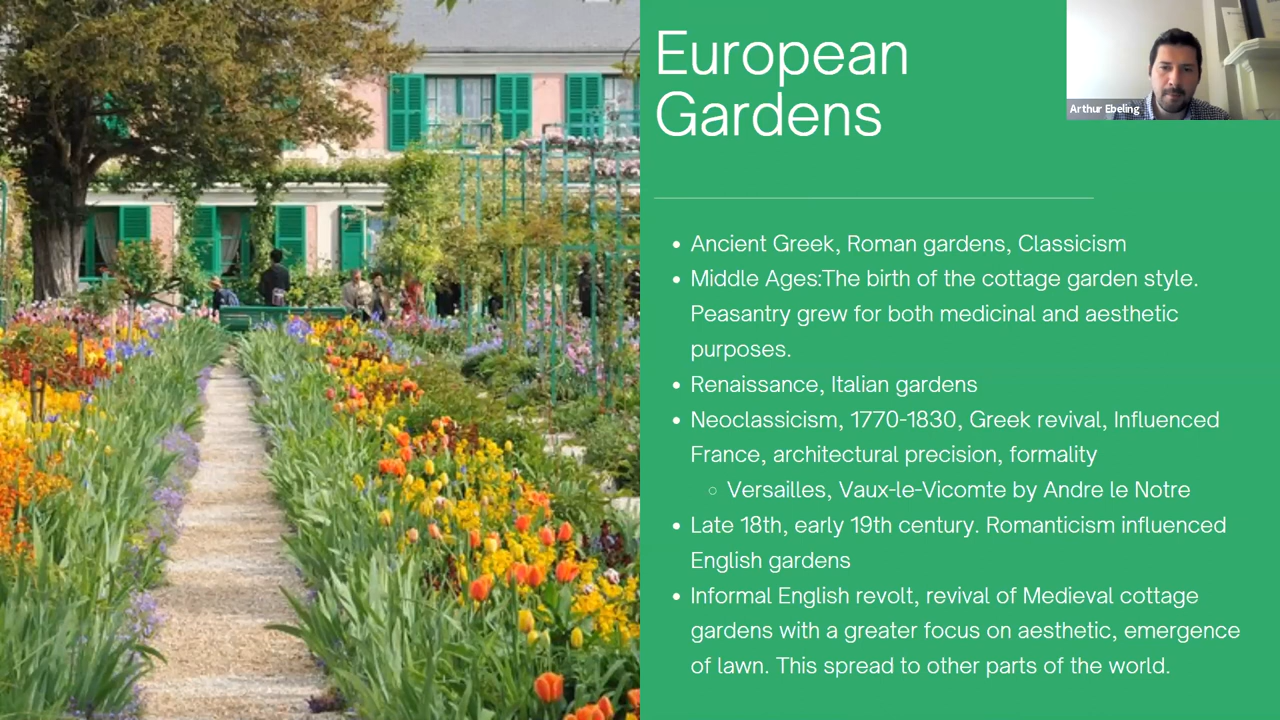 European
Gardens
Arthur Ebeling
Ancient Greek, Roman gardens, Classicism
Middle Ages:The birth of the cottage garden style.
Peasantry grew for both medicinal and aesthetic
purposes.
Renaissance, Italian gardens
Neoclassicism, 1770-1830, Greek revival, Influenced
France, architectural precision, formality
Versailles, Vaux-le-Vicomte by Andre le Notre
Late 18th, early 19th century. Romanticism influenced
English gardens
Informal English revolt, revival of Medieval cottage
gardens with a greater focus on aesthetic, emergence
of lawn. This spread to other parts of the world.